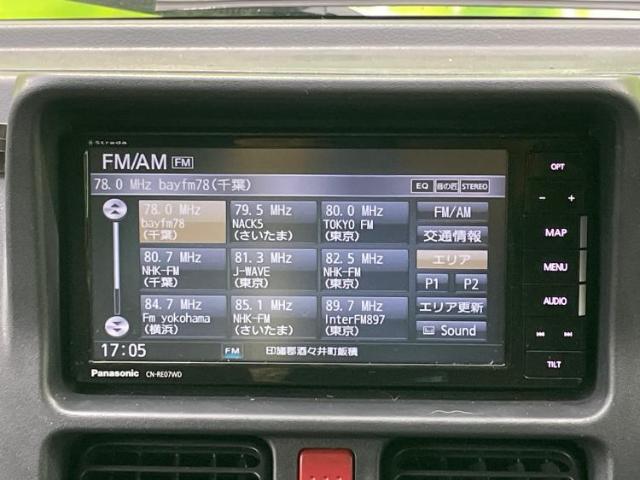 Strada
FM/AM FM
78.0 MHz bayfm78(千葉) EQ 音の匠 STEREO
78.0 MHz
bayfm78
(千葉)
79.5 MHz
NACK5
(さいたま)
80.0 MHz
TOKYO FM
(東京)
FM/AM
交通情報
80.7 MHz
NHK-FM
(千葉)
81.3 MHz
J-WAVE
(東京)
82.5 MHz
NHK-FM
(東京)
エリア
P1 P2
84.7 MHz
Fm yokohama
(横浜)
85.1 MHz
NHK-FM
(さいたま)
89.7 MHz
InterFM897
(東京)
エリア更新
Sound
17:05 FM 印旛郡酒々井町飯積
Panasonic CN-RE07WD
OPT
- +
MAP
MENU
AUDIO
TILT